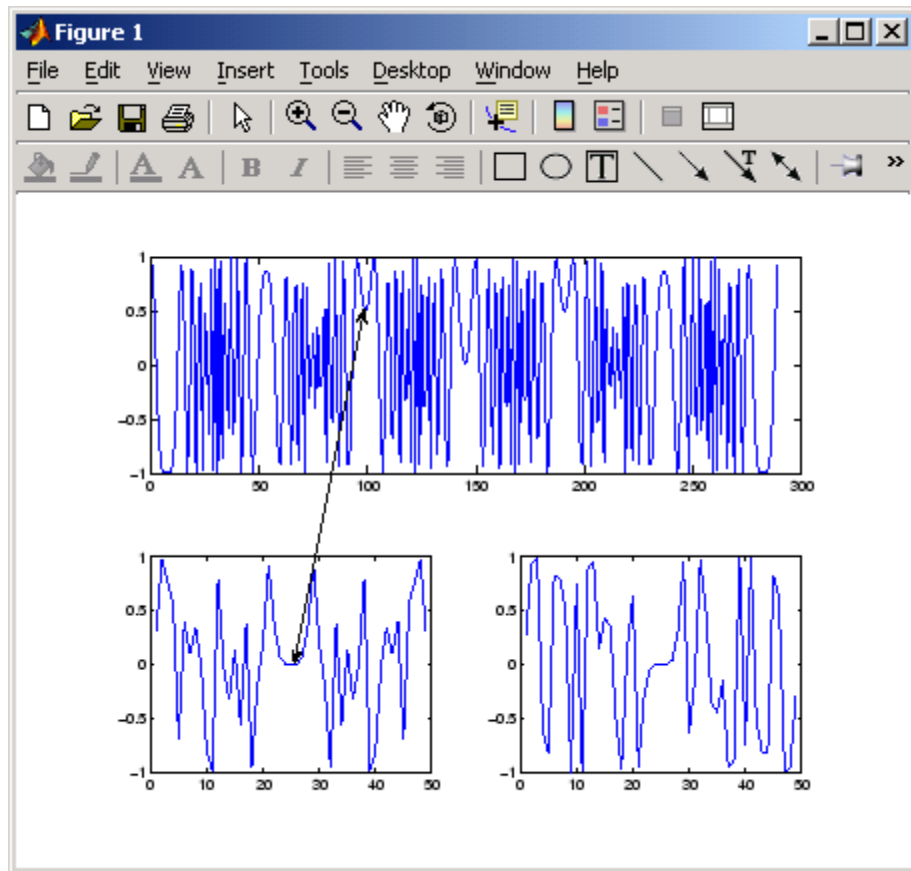 Figure 1
File Edit View Insert Tools Desktop Window Help
A A B I T T »
1
0.5
0
-0.5
-1
0 50 100 150 200 250 300
1 1
0.5 0.5
0 0
-0.5 -0.5
-1 -1
0 10 20 30 40 50 0 10 20 30 40 50